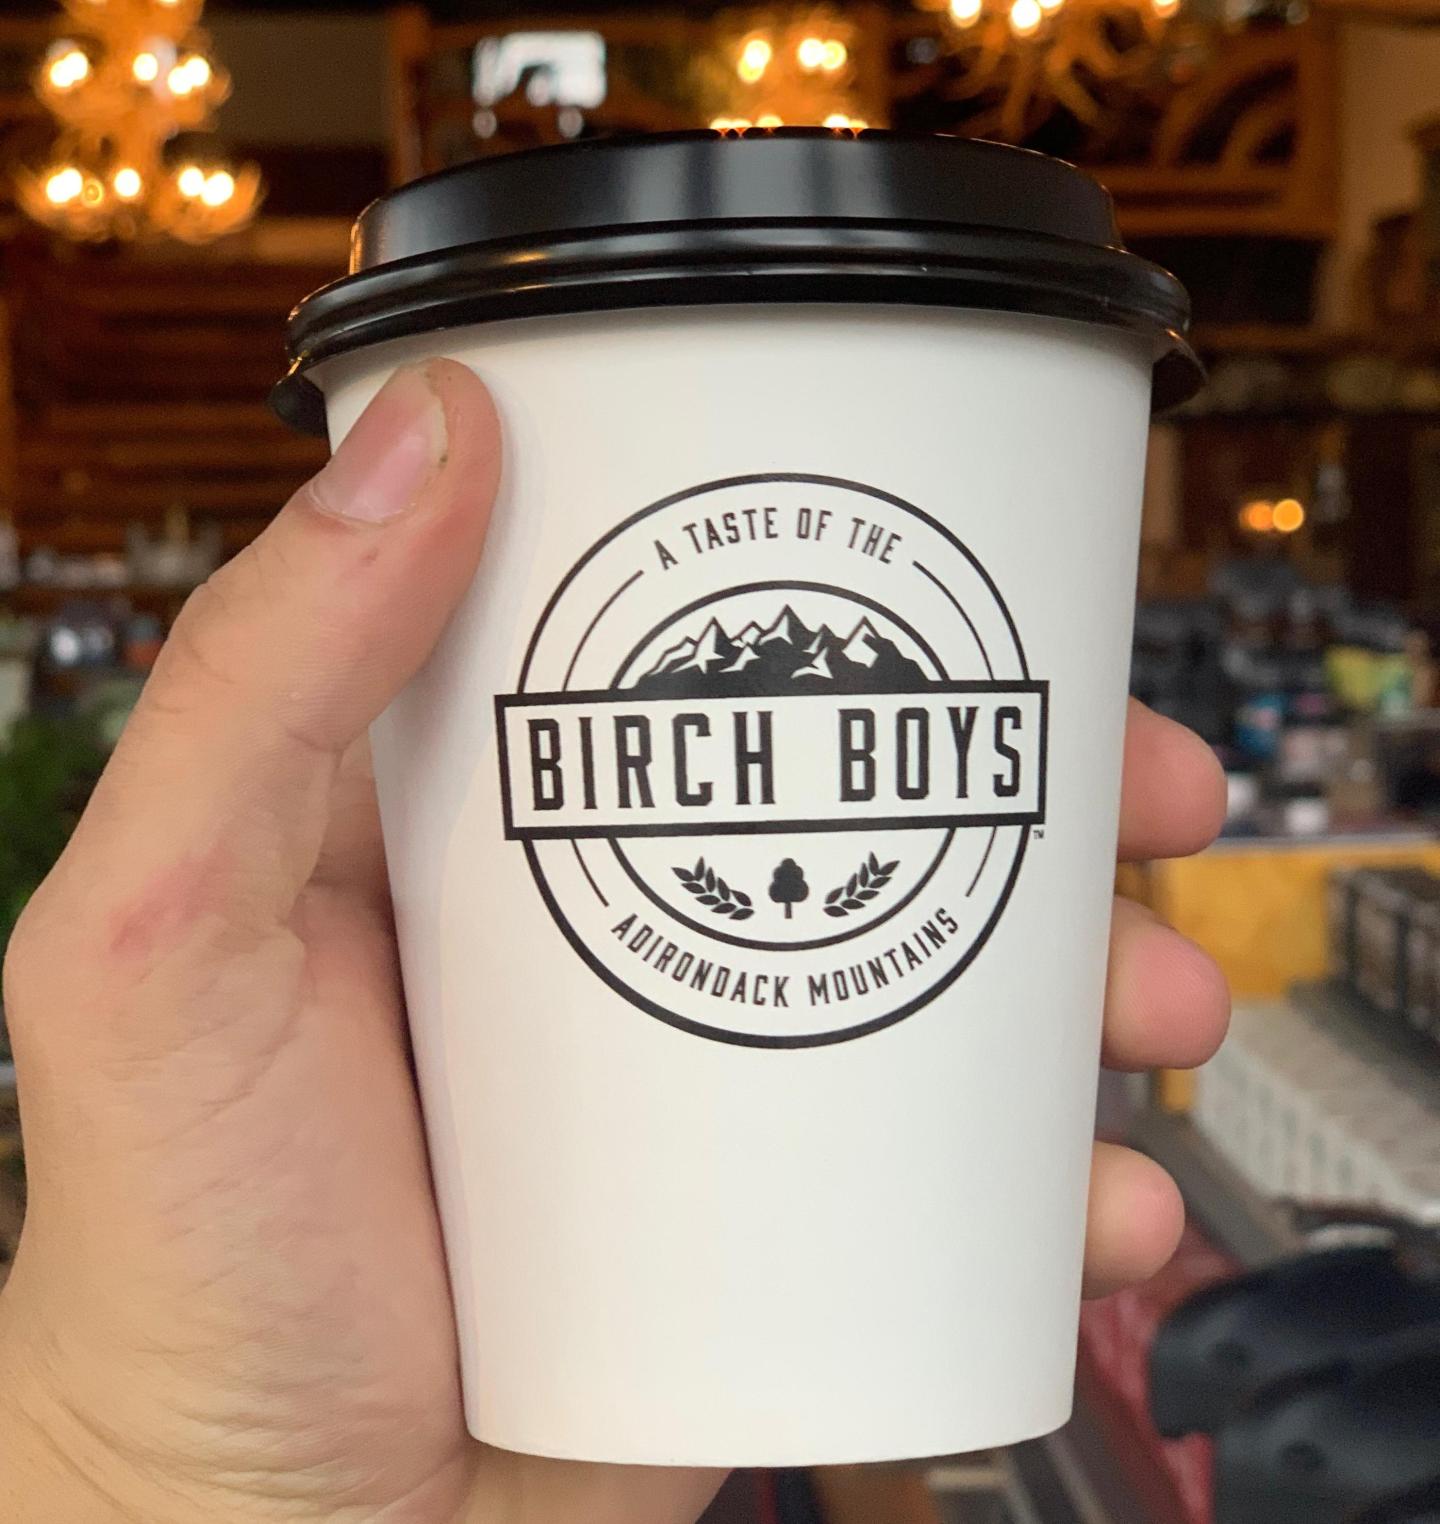 A TASTE OF THE
BIRCH BOYS
TM
ADIRONDACK MOUNTAINS